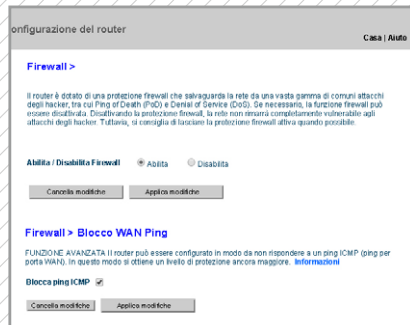 onfigurazione del router
Casa | Aiuto
Firewall >
Il router è dotato di una protezione firewall che salvaguarda la rete da una vasta gamma di comuni attacchi
degli hacker, tra cui Ping of Death (PoD) e Denial of Service (DoS). Se necessario, la funzione firewall può
essere disattivata. Disattivando la protezione firewall, la rete non rimarrà completamente vulnerabile agli
attacchi degli hacker. Tuttavia, si consiglia di lasciare la protezione firewall attiva quando possibile.
Abilita / Disabilita Firewall Abilita Disabilita
Cancella modifiche Applica modifiche
Firewall > Blocco WAN Ping
FUNZIONE AVANZATA Il router può essere configurato in modo da non rispondere a un ping ICMP (ping per
porta WAN). In questo modo si ottiene un livello di protezione ancora maggiore. Informazioni
Blocca ping ICMP
Cancella modifiche Applica modifiche